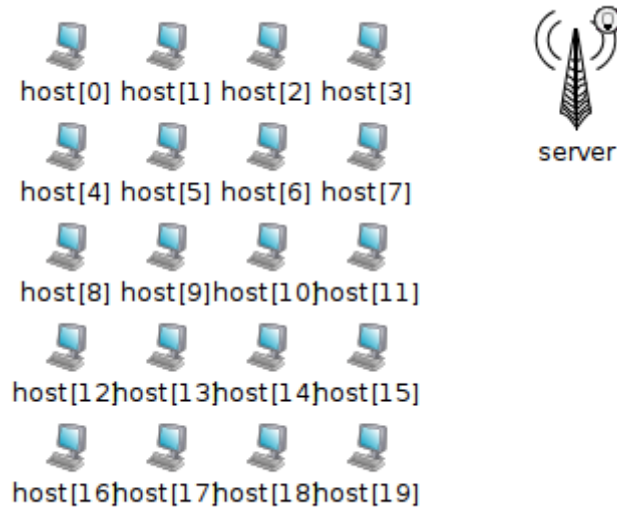 host[0] host[1] host[2] host[3]
server
host[4] host[5] host[6] host[7]
host[8] host[9] host[10] host[11]
host[12] host[13] host[14] host[15]
host[16] host[17] host[18] host[19]